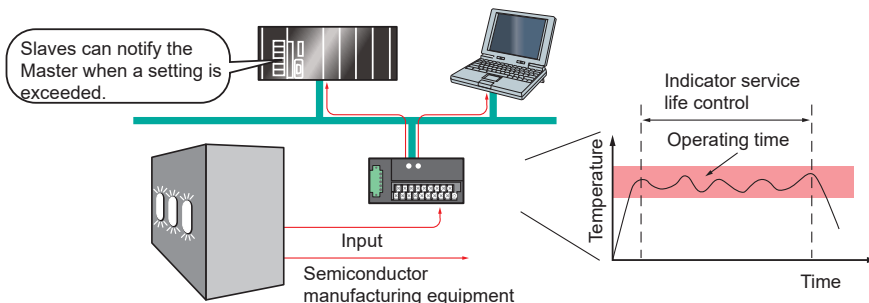 Slaves can notify the
Master when a setting is
exceeded.
Indicator service
life control
Operating time
Temperature
Input
Semiconductor
manufacturing equipment
Time